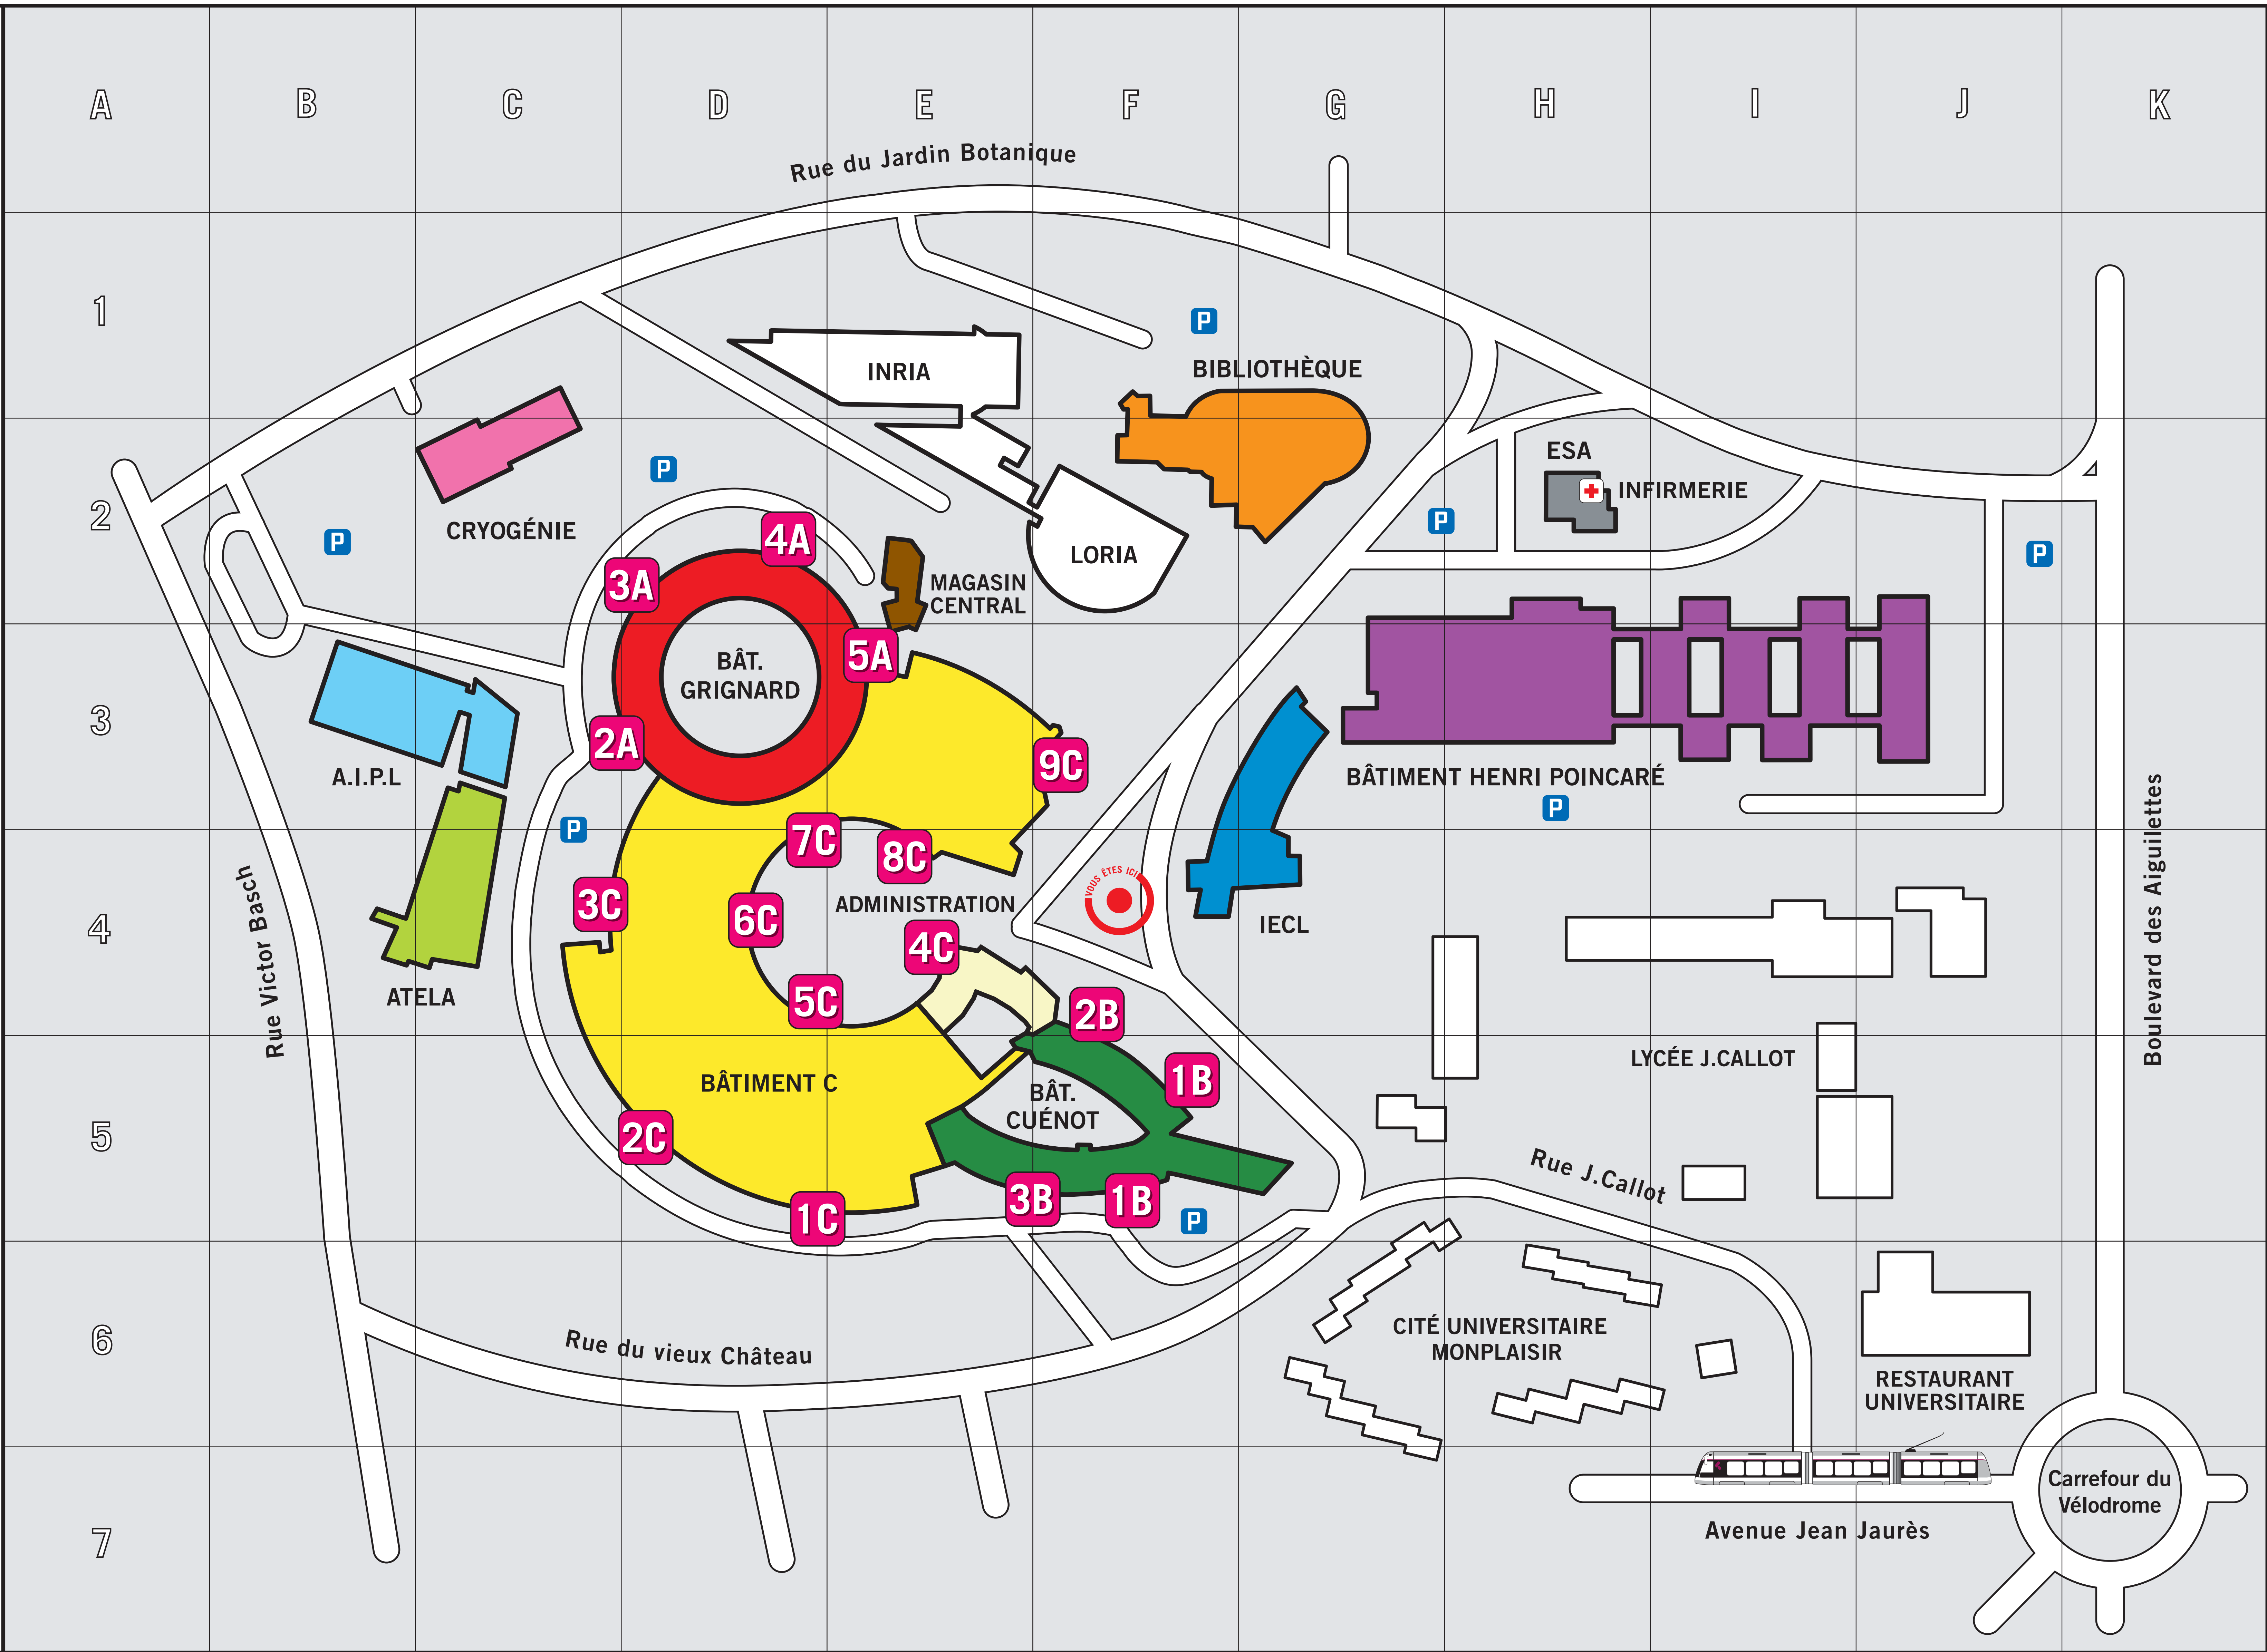 A
B
C
D
E
F
G
H
I
J
K
Rue du Jardin Botanique
1
P
INRIA
BIBLIOTHÈQUE
2
P
P
CRYOGÉNIE
4A
3A
MAGASIN
CENTRAL
LORIA
P
ESA
INFIRMERIE
P
3
A.I.P.L
2A
BÂT.
GRIGNARD
5A
9C
BÂTIMENT HENRI POINCARÉ
P
P
7C
8C
4
Rue Victor Basch
ATELA
3C
6C
ADMINISTRATION
4C
5C
VOUS ÊTES ICI
IECL
2B
Boulevard des Aiguillettes
5
BÂTIMENT C
2C
1C
BÂT.
CUÉNOT
1B
3B
1B
P
LYCÉE J.CALLOT
Rue J.Callot
6
Rue du vieux Château
CITÉ UNIVERSITAIRE
MONPLAISIR
RESTAURANT
UNIVERSITAIRE
7
Carrefour du
Vélodrome
Avenue Jean Jaurès